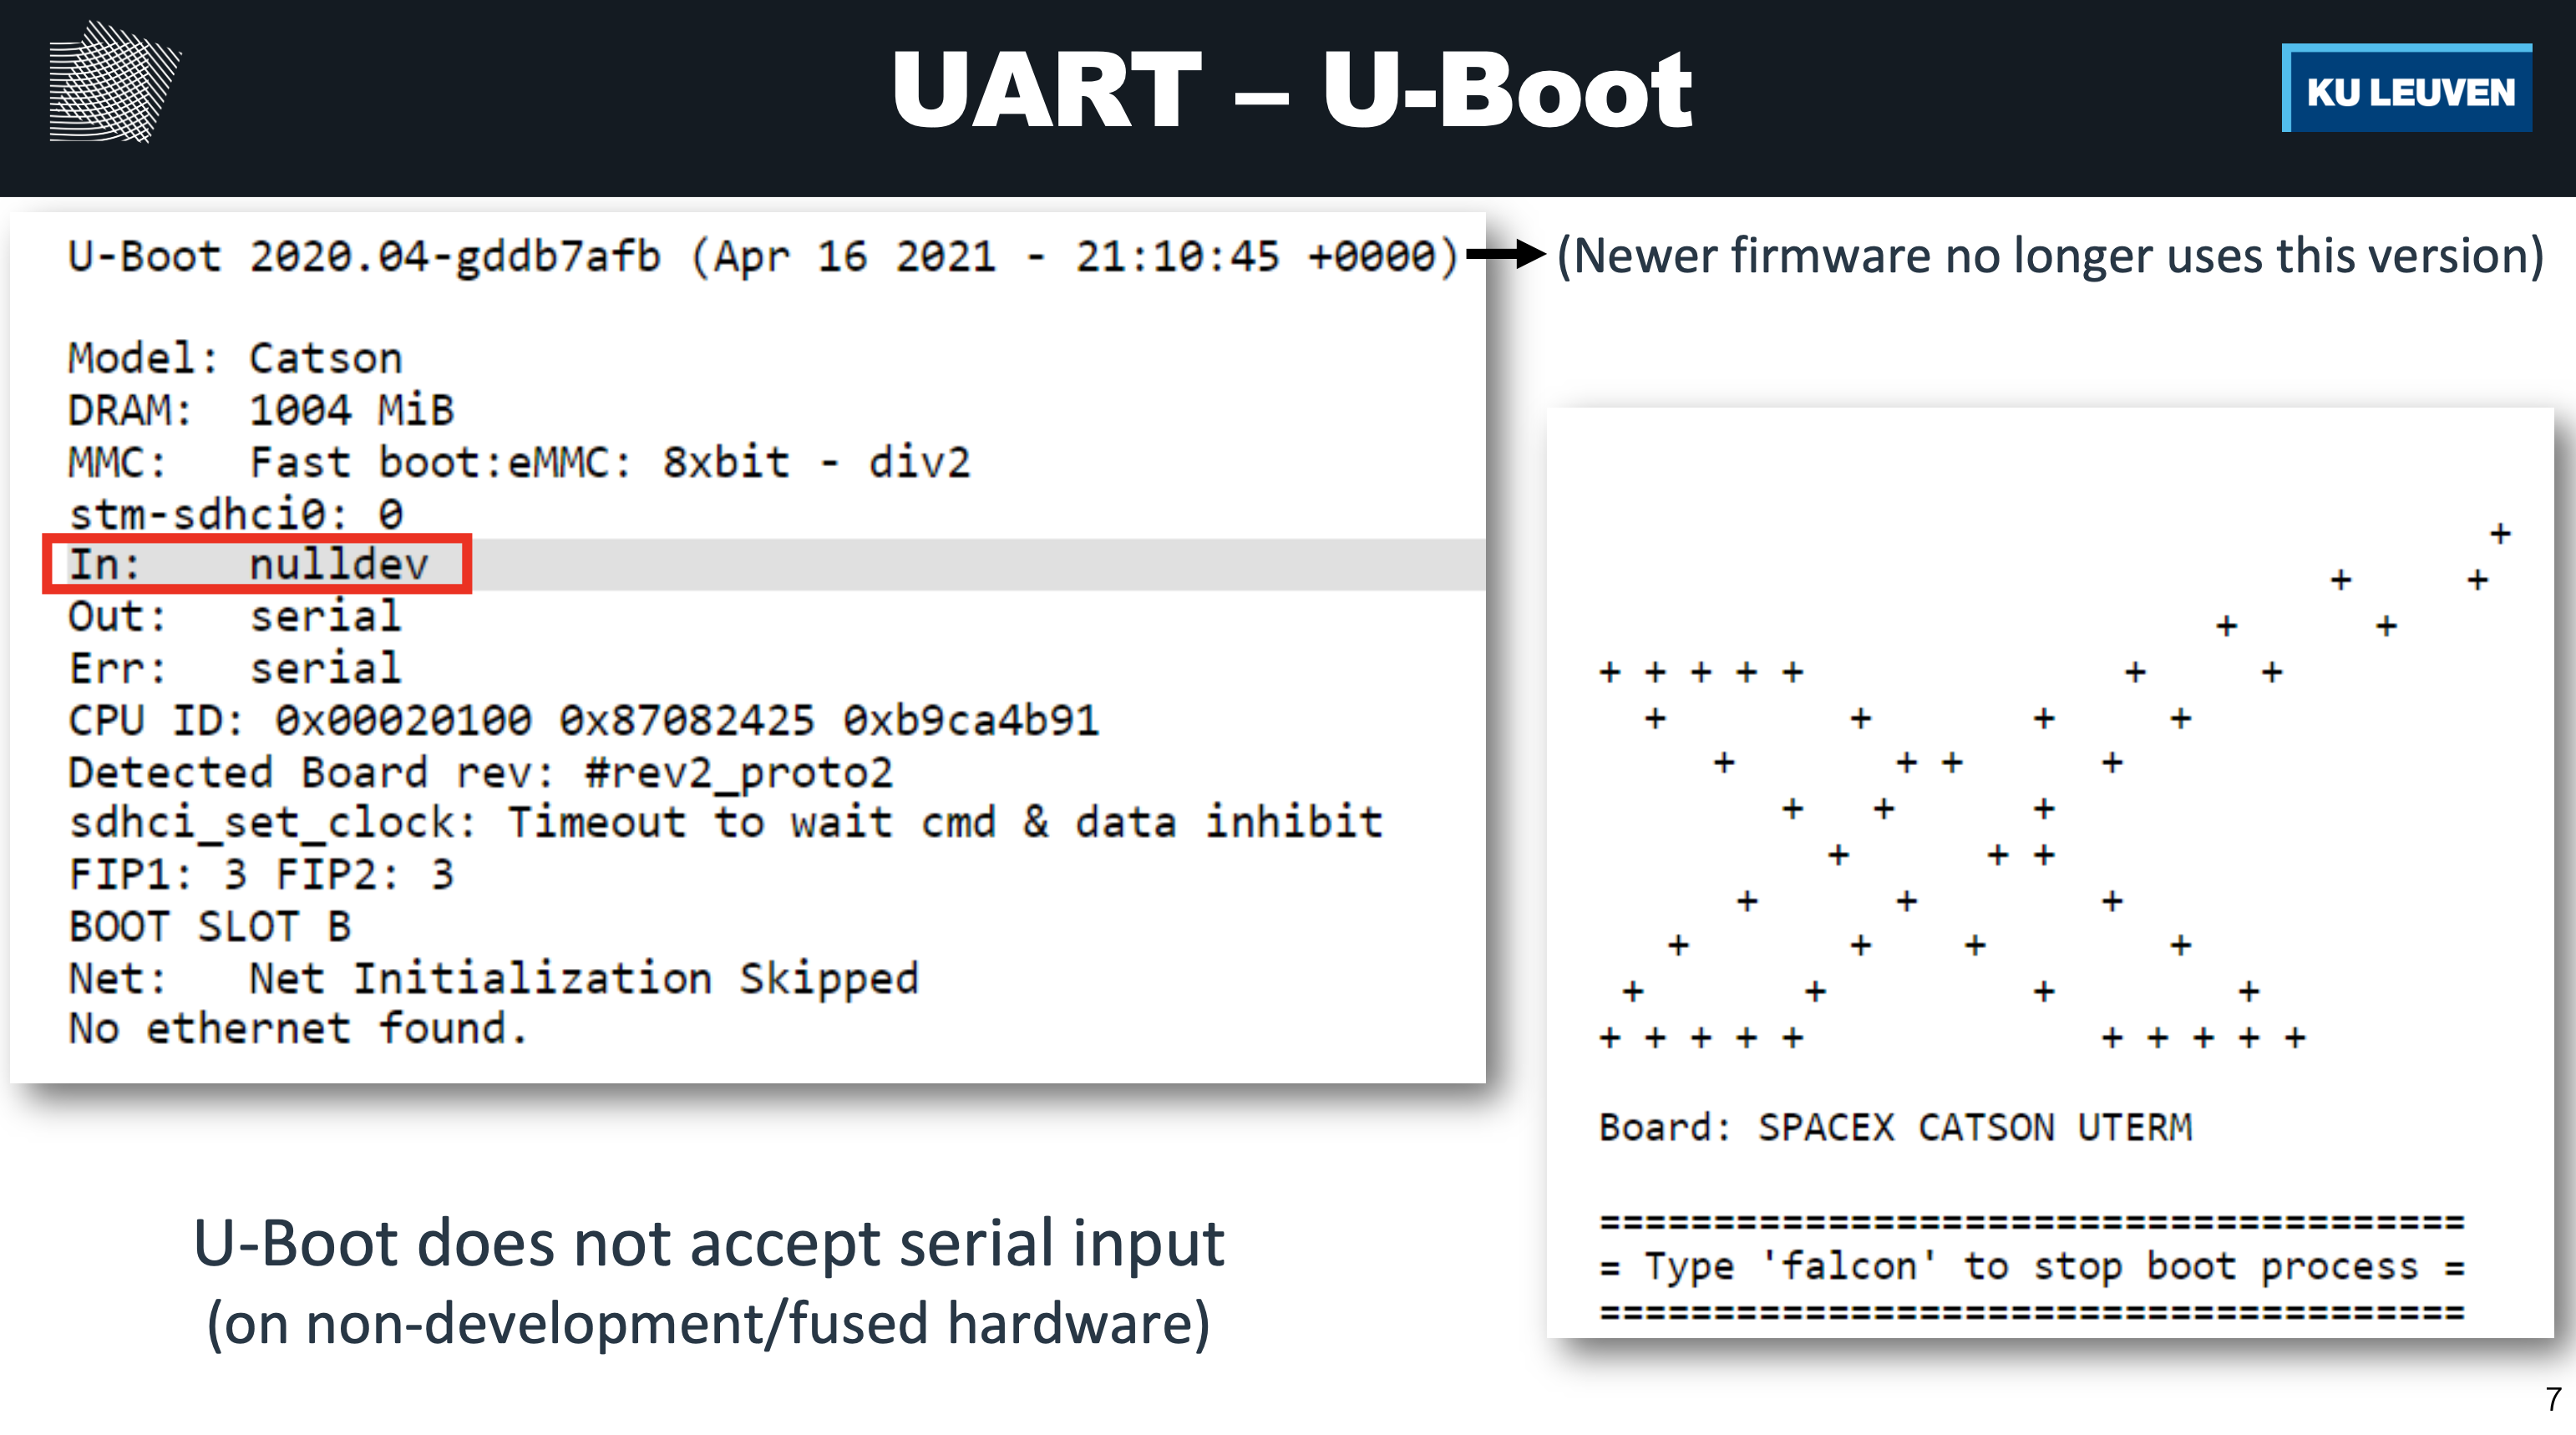 UART – U-Boot
KU LEUVEN
U-Boot 2020.04-gddb7afb (Apr 16 2021 - 21:10:45 +0000)
(Newer firmware no longer uses this version)
Model: Catson
DRAM:  1004 MiB
MMC:   Fast boot:eMMC: 8xbit - div2
stm-sdhci0: 0
In:    nulldev
Out:   serial
Err:   serial
CPU ID: 0x00020100 0x87082425 0xb9ca4b91
Detected Board rev: #rev2_proto2
sdhci_set_clock: Timeout to wait cmd & data inhibit
FIP1: 3 FIP2: 3
BOOT SLOT B
Net:   Net Initialization Skipped
No ethernet found.
                                       +
                                +     +
                           +      +
+ + + + +              +     +
  +        +       +     +
     +       + +      +
        +   +      +
          +      + +
      +      +        +
   +       +    +        +
 +       +         +        +
+ + + + +             + + + + +
Board: SPACEX CATSON UTERM
======================================
= Type 'falcon' to stop boot process =
======================================
U-Boot does not accept serial input
(on non-development/fused hardware)
7